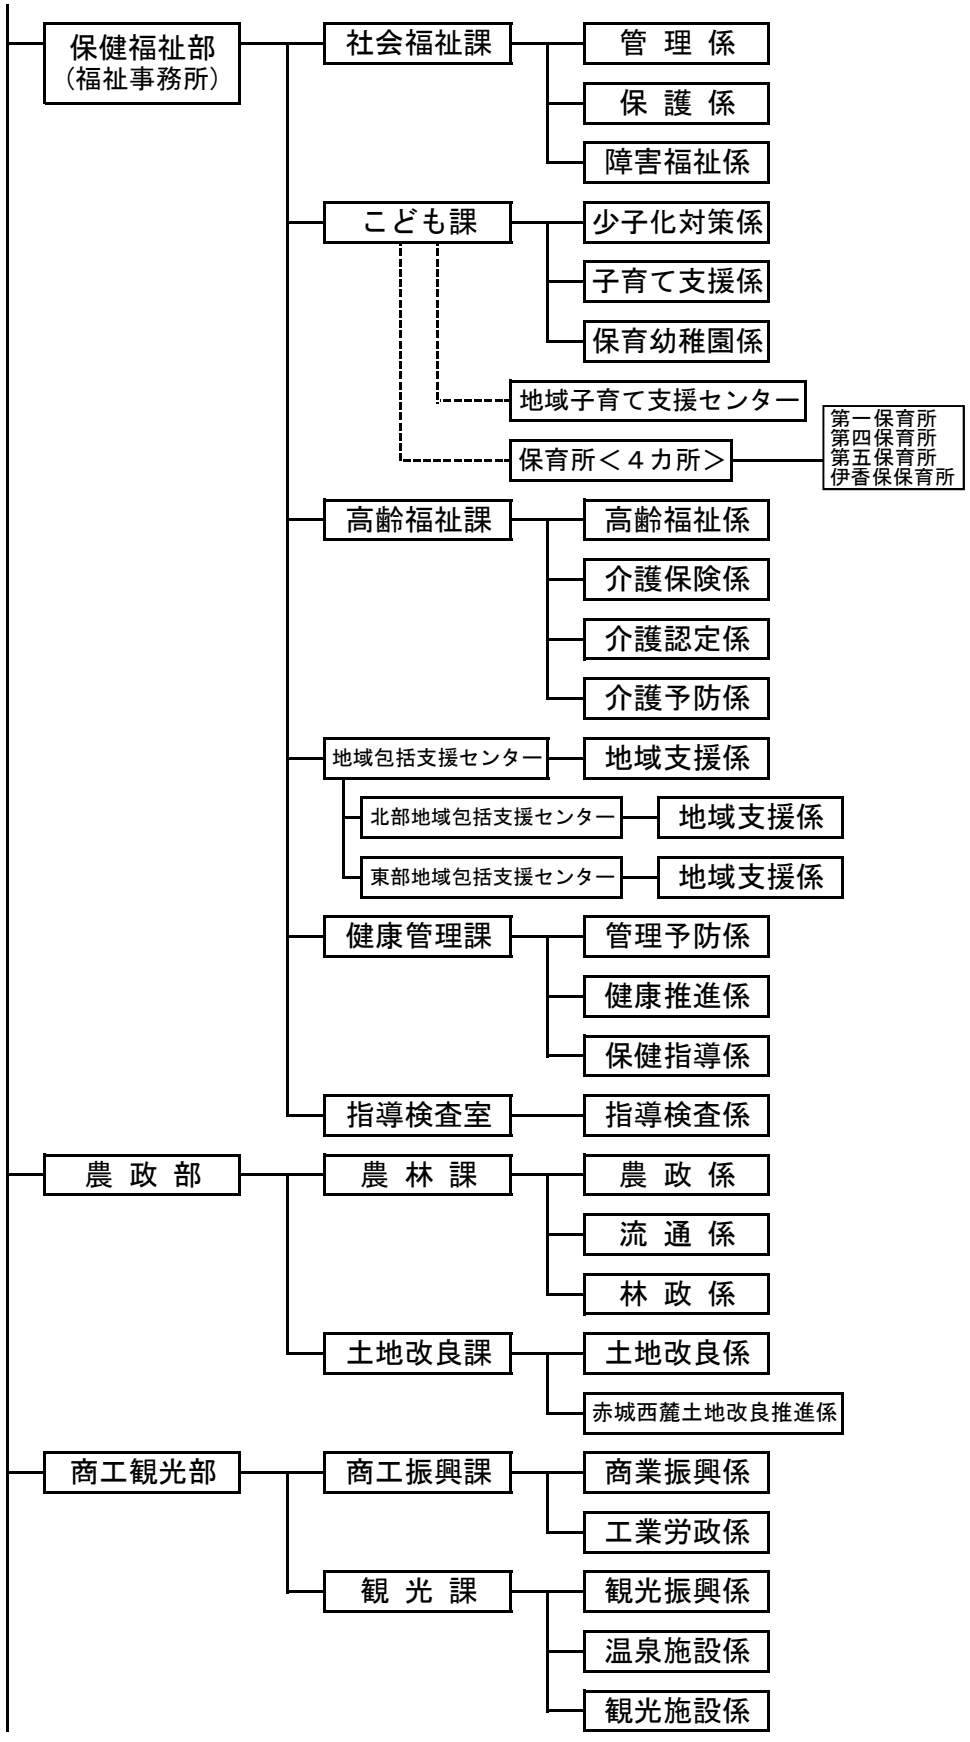 保健福祉部
（福祉事務所）
社会福祉課
管理係
保護係
障害福祉係
こども課
少子化対策係
子育て支援係
保育幼稚園係
地域子育て支援センター
保育所＜４カ所＞
第一保育所
第四保育所
第五保育所
伊香保保育所
高齢福祉課
高齢福祉係
介護保険係
介護認定係
介護予防係
地域包括支援センター
地域支援係
北部地域包括支援センター
地域支援係
東部地域包括支援センター
地域支援係
健康管理課
管理予防係
健康推進係
保健指導係
指導検査室
指導検査係
農政部
農林課
農政係
流通係
林政係
土地改良課
土地改良係
赤城西麓土地改良推進係
商工観光部
商工振興課
商業振興係
工業労政係
観光課
観光振興係
温泉施設係
観光施設係